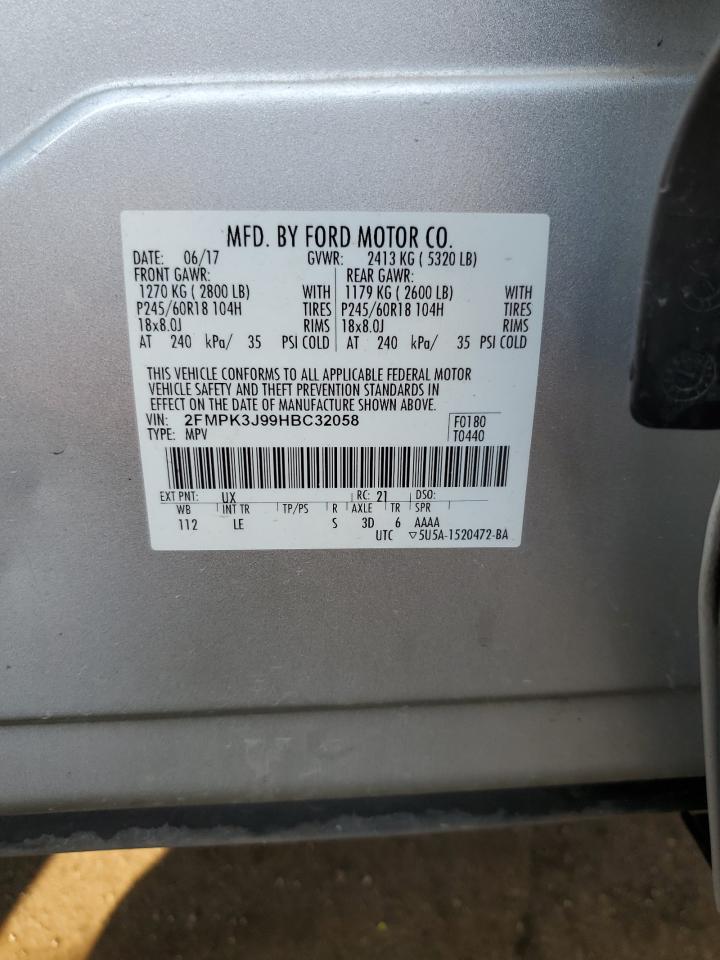 MFD. BY FORD MOTOR CO.
DATE: 06/17 GVWR: 2413 KG ( 5320 LB)
FRONT GAWR: REAR GAWR:
1270 KG ( 2800 LB) WITH 1179 KG ( 2600 LB) WITH
P245/60R18 104H TIRES P245/60R18 104H TIRES
18x8.0J RIMS 18x8.0J RIMS
AT 240 kPa/ 35 PSI COLD AT 240 kPa/ 35 PSI COLD
THIS VEHICLE CONFORMS TO ALL APPLICABLE FEDERAL MOTOR
VEHICLE SAFETY AND THEFT PREVENTION STANDARDS IN
EFFECT ON THE DATE OF MANUFACTURE SHOWN ABOVE.
VIN: 2FMPK3J99HBC32058 F0180
TYPE: MPV T0440
EXT PNT: UX RC: 21 DSO:
WB INT TR TP/PS R AXLE TR SPR
112 LE S 3D 6 AAAA
UTC ▽5U5A-1520472-BA